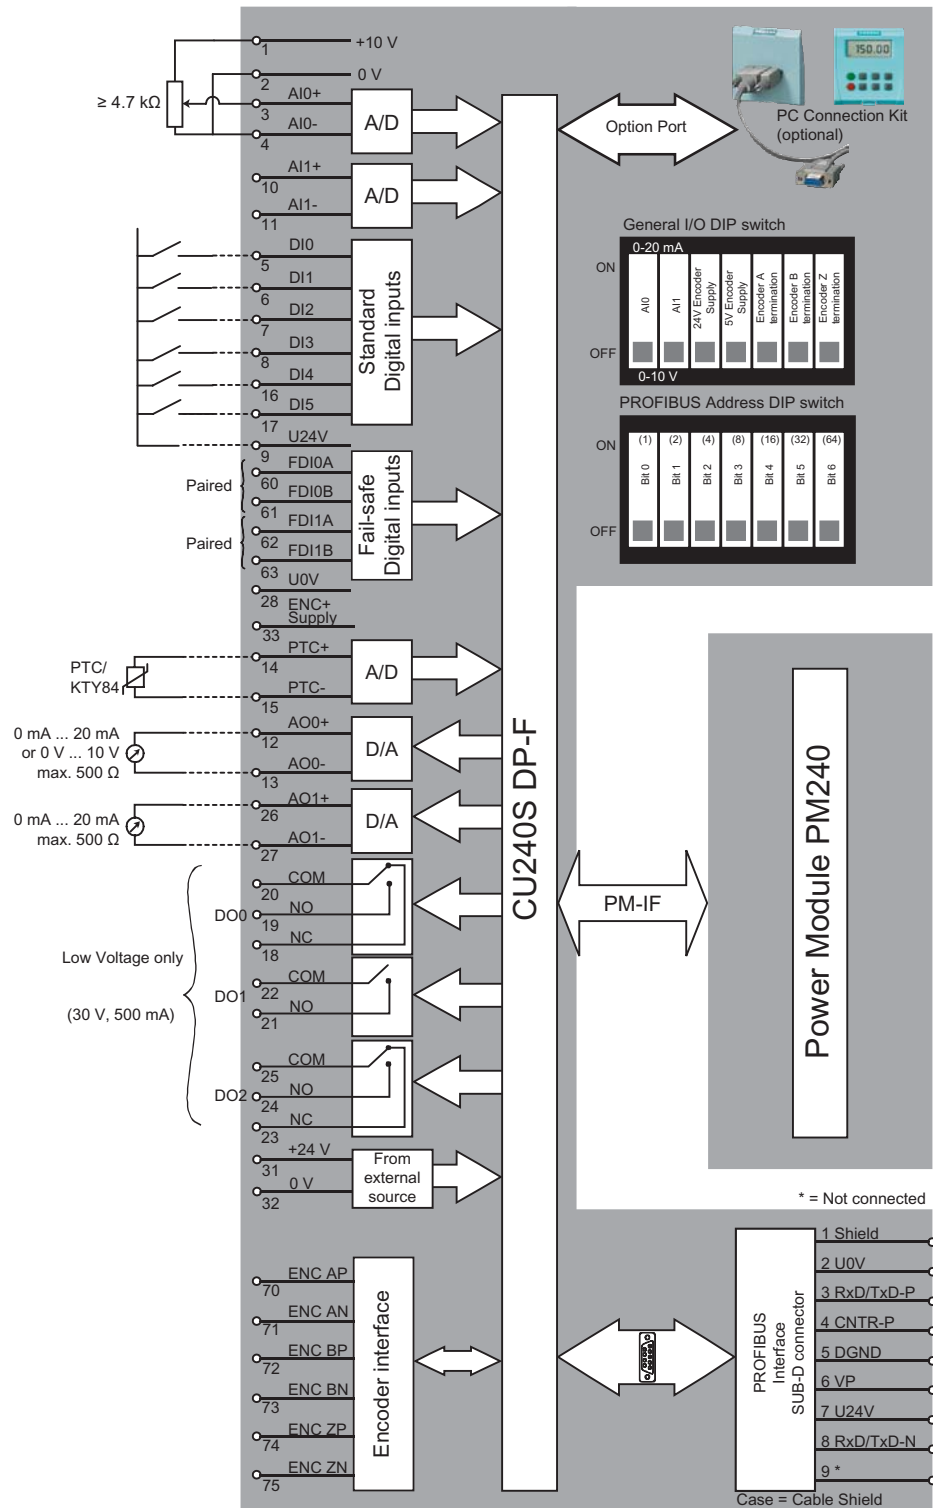 1
+10 V
2
0 V
≥ 4.7 kΩ
3
AI0+
4
AI0-
A/D
10
AI1+
11
AI1-
A/D
5
DI0
6
DI1
7
DI2
8
DI3
16
DI4
17
DI5
9
U24V
Standard
Digital inputs
Paired
60
FDI0A
61
FDI0B
Paired
62
FDI1A
63
FDI1B
Fail-safe
Digital inputs
28
U0V
33
ENC+
Supply
PTC/
KTY84
14
PTC+
15
PTC-
A/D
0 mA ... 20 mA
or 0 V ... 10 V
max. 500 Ω
12
AO0+
13
AO0-
D/A
0 mA ... 20 mA
max. 500 Ω
26
AO1+
27
AO1-
D/A
Low Voltage only
(30 V, 500 mA)
DO0
20
COM
19
NO
18
NC
DO1
22
COM
21
NO
DO2
25
COM
24
NO
23
NC
31
+24 V
32
0 V
From
external
source
70
ENC AP
71
ENC AN
72
ENC BP
73
ENC BN
74
ENC ZP
75
ENC ZN
Encoder interface
CU240S DP-F
Option Port
150.00
PC Connection Kit
(optional)
General I/O DIP switch
0-20 mA
ON
OFF
AI0
AI1
24V Encoder
Supply
5V Encoder
Supply
Encoder A
termination
Encoder B
termination
Encoder Z
termination
0-10 V
PROFIBUS Address DIP switch
ON
OFF
(1)
Bit 0
(2)
Bit 1
(4)
Bit 2
(8)
Bit 3
(16)
Bit 4
(32)
Bit 5
(64)
Bit 6
PM-IF
Power Module PM240
* = Not connected
PROFIBUS
Interface
SUB-D connector
1 Shield
2 U0V
3 RxD/TxD-P
4 CNTR-P
5 DGND
6 VP
7 U24V
8 RxD/TxD-N
9 *
Case = Cable Shield